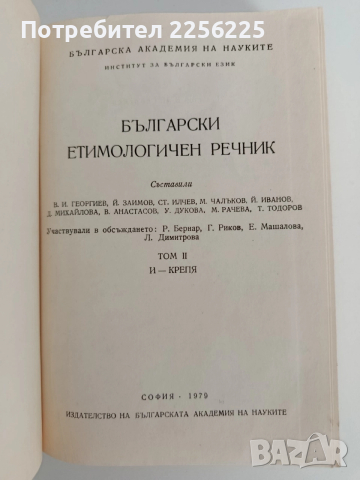 Потребител 2256225
БЪЛГАРСКА АКАДЕМИЯ НА НАУКИТЕ
ИНСТИТУТ ЗА БЪЛГАРСКИ ЕЗИК
БЪЛГАРСКИ
ЕТИМОЛОГИЧЕН РЕЧНИК
Съставили
В. И. ГЕОРГИЕВ, Й. ЗАИМОВ, СТ. ИЛЧЕВ, М. ЧАЛЪКОВ, Й. ИВАНОВ,
Д. МИХАЙЛОВА, В. АНАСТАСОВ, У. ДУКОВА, М. РАЧЕВА, Т. ТОДОРОВ
Участвували в обсъждането: Р. Бернар, Г. Риков, Е. Машалова,
Л. Димитрова
ТОМ II
И — КРЕПЯ
СОФИЯ · 1979
ИЗДАТЕЛСТВО НА БЪЛГАРСКАТА АКАДЕМИЯ НА НАУКИТЕ
BAZAR